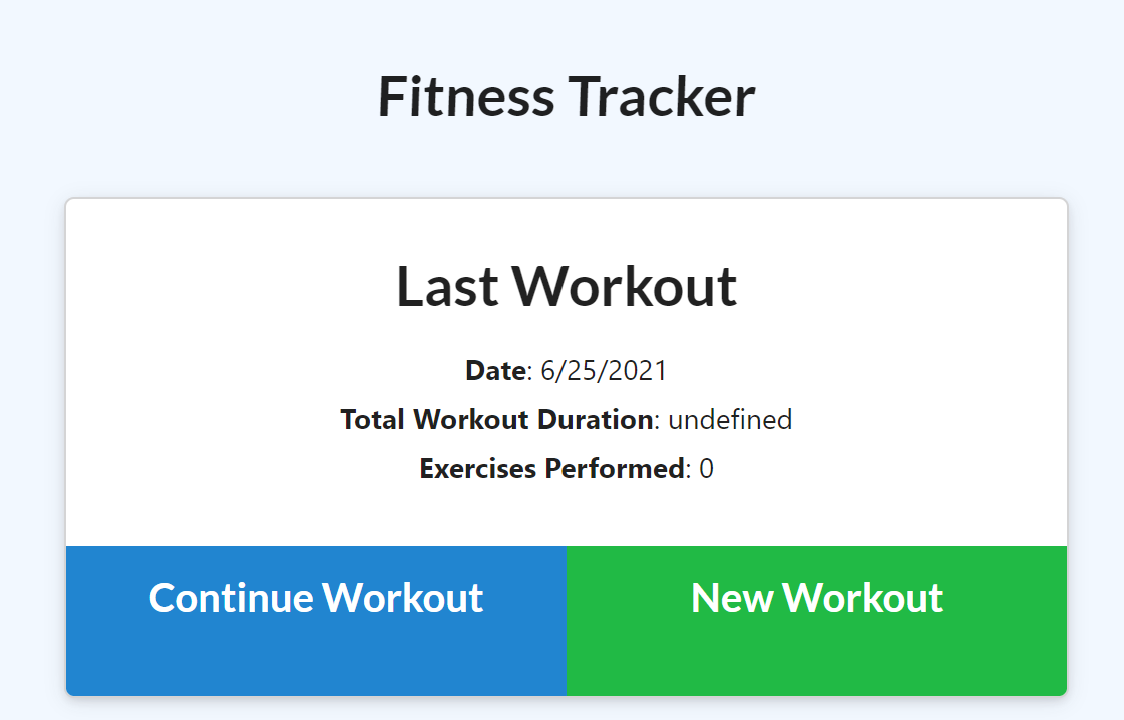 Fitness Tracker
Last Workout
Date: 6/25/2021
Total Workout Duration: undefined
Exercises Performed: 0
Continue Workout
New Workout